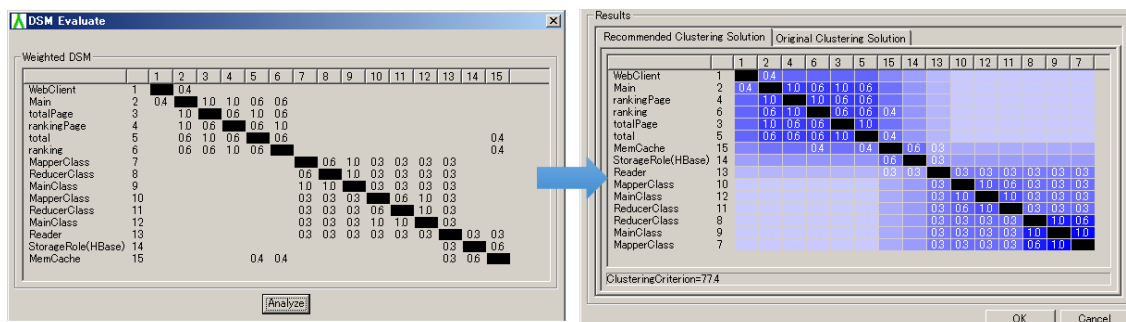 DSM Evaluate
Weighted DSM
1 2 3 4 5 6 7 8 9 10 11 12 13 14 15
WebClient 1 0.4
Main 2 0.4 1.0 1.0 0.6 0.6
totalPage 3 1.0 0.6 1.0 0.6
rankingPage 4 1.0 0.6 0.6 1.0
total 5 0.6 1.0 0.6 0.6 0.4
ranking 6 0.6 0.6 1.0 0.6 0.4
MapperClass 7 0.6 1.0 0.3 0.3 0.3 0.3
ReducerClass 8 0.6 1.0 0.3 0.3 0.3 0.3
MainClass 9 1.0 1.0 0.3 0.3 0.3 0.3
MapperClass 10 0.3 0.3 0.3 0.6 1.0 0.3
ReducerClass 11 0.3 0.3 0.3 0.6 1.0 0.3
MainClass 12 0.3 0.3 0.3 1.0 1.0 0.3
Reader 13 0.3 0.3 0.3 0.3 0.3 0.3 0.3 0.3
StorageRole(HBase) 14 0.3 0.6
MemCache 15 0.4 0.4 0.3 0.6
Analyze
Results
Recommended Clustering Solution Original Clustering Solution
1 2 4 6 3 5 15 14 13 10 12 11 8 9 7
WebClient 1 0.4
Main 2 0.4 1.0 0.6 1.0 0.6
rankingPage 4 1.0 1.0 0.6 0.6
ranking 6 0.6 1.0 0.6 0.6 0.4
totalPage 3 1.0 0.6 0.6 1.0
total 5 0.6 0.6 0.6 1.0 0.4
MemCache 15 0.4 0.4 0.6 0.3
StorageRole(HBase) 14 0.6 0.3
Reader 13 0.3 0.3 0.3 0.3 0.3 0.3 0.3 0.3
MapperClass 10 0.3 1.0 0.6 0.3 0.3 0.3
MainClass 12 0.3 1.0 1.0 0.3 0.3 0.3
ReducerClass 11 0.3 0.6 1.0 0.3 0.3 0.3
ReducerClass 8 0.3 0.3 0.3 0.3 1.0 0.6
MainClass 9 0.3 0.3 0.3 0.3 1.0 1.0
MapperClass 7 0.3 0.3 0.3 0.3 0.6 1.0
ClusteringCriterion=77.4
OK Cancel